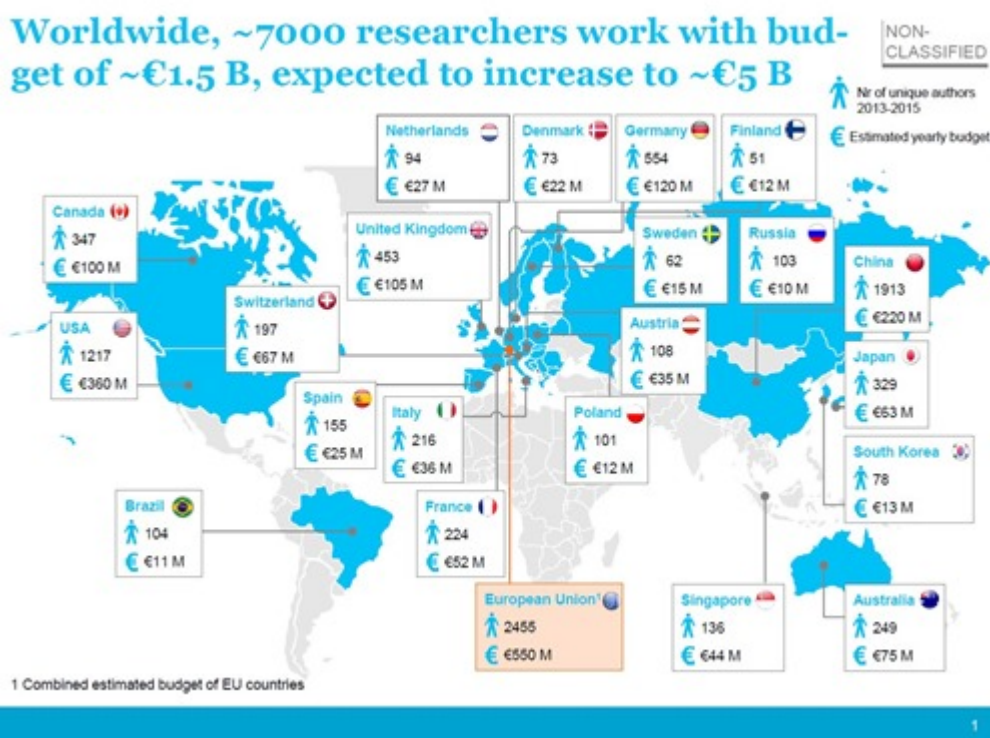 Worldwide, ~7000 researchers work with bud-
get of ~€1.5 B, expected to increase to ~€5 B
NON-
CLASSIFIED
Nr of unique authors
2013-2015
Estimated yearly budget
Netherlands
94
€27 M
Denmark
73
€22 M
Germany
554
€120 M
Finland
51
€12 M
Canada
347
€100 M
United Kingdom
453
€105 M
Sweden
62
€15 M
Russia
103
€10 M
China
1913
€220 M
Switzerland
197
€67 M
USA
1217
€360 M
Austria
108
€35 M
Japan
329
€63 M
Spain
155
€25 M
Italy
216
€36 M
Poland
101
€12 M
South Korea
78
€13 M
Brazil
104
€11 M
France
224
€52 M
European Union¹
2455
€550 M
Singapore
136
€44 M
Australia
249
€75 M
1 Combined estimated budget of EU countries
1